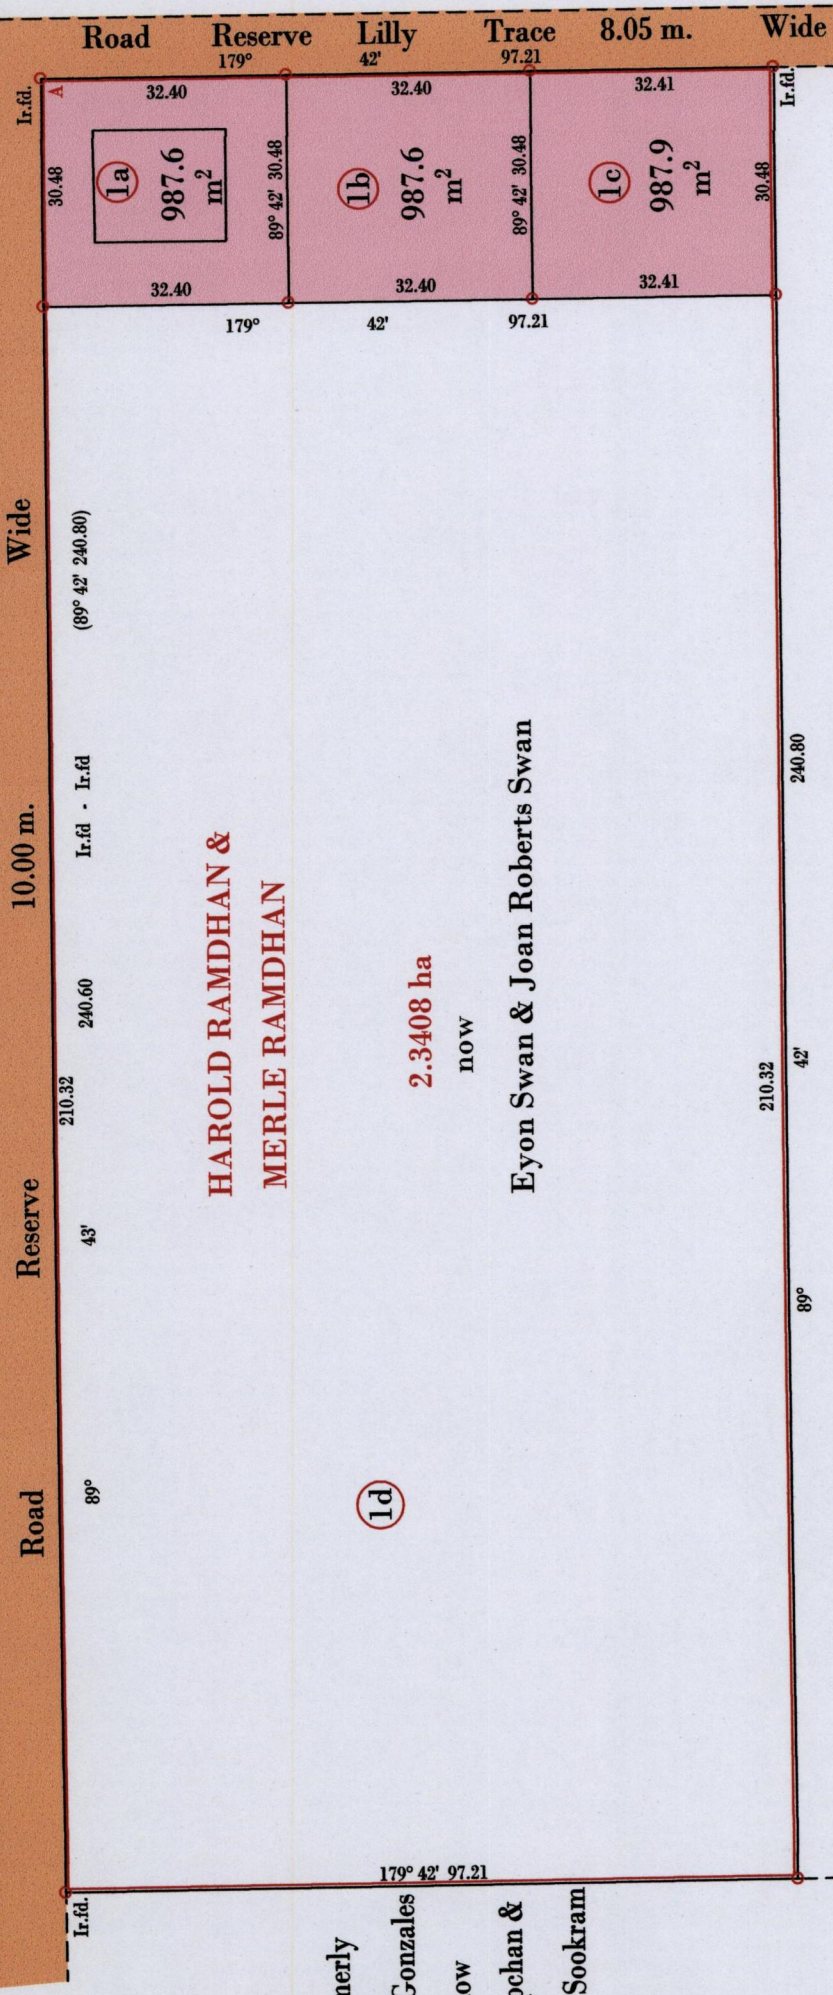 Road Reserve Lilly Trace 8.05 m. Wide
179° 42' 97.21
Ir.fd.
A
32.40
32.40
32.41
Ir.fd.
30.48
1a
987.6
m²
89° 42' 30.48
1b
987.6
m²
89° 42' 30.48
1c
987.9
m²
30.48
32.40
32.40
32.41
179° 42' 97.21
Road Reserve 10.00 m. Wide
89° 43' 240.60 Ir.fd - Ir.fd (89° 42' 240.80)
210.32
HAROLD RAMDHAN &
MERLE RAMDHAN
2.3408 ha
now
Eyon Swan & Joan Roberts Swan
210.32
89° 42' 240.80
1d
179° 42' 97.21
Ir.fd.
Gonzales
Sookram